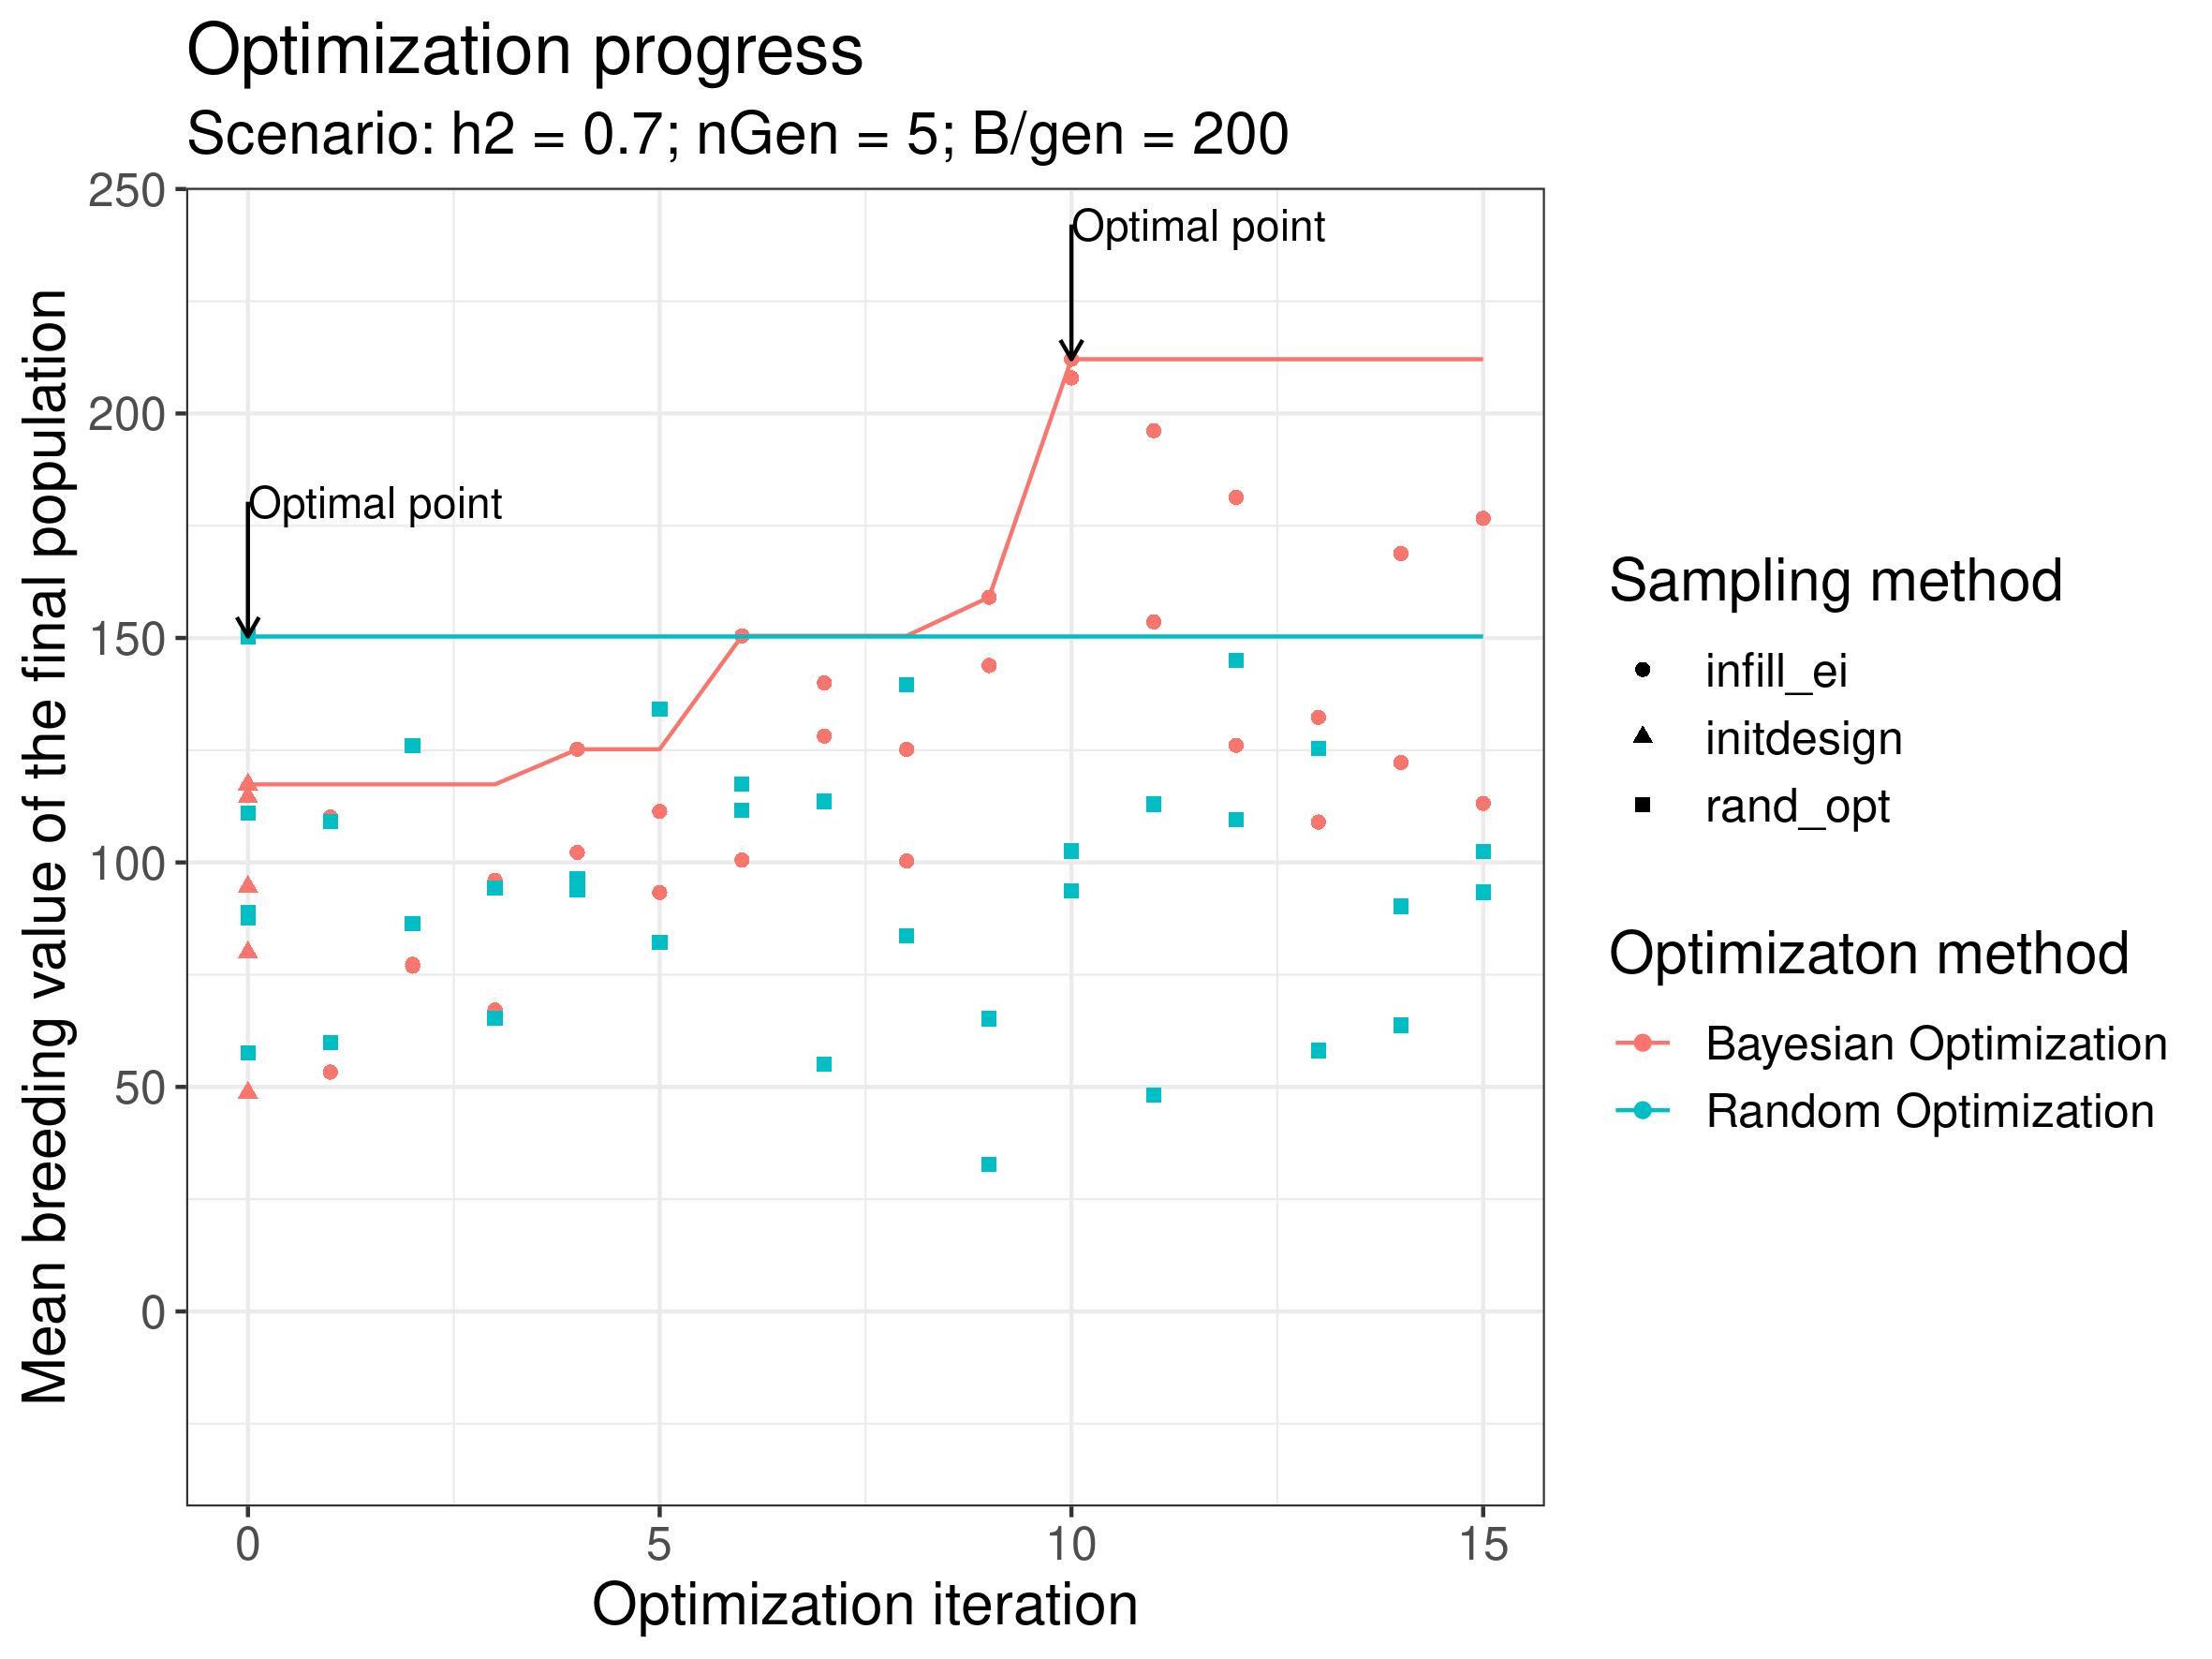 Optimization progress
Scenario: h2 = 0.7; nGen = 5; B/gen = 200
Mean breeding value of the final population
250
200
150
100
50
0
Optimal point
Optimal point
0
5
10
15
Optimization iteration
Sampling method
infill_ei
initdesign
rand_opt
Optimizaton method
Bayesian Optimization
Random Optimization